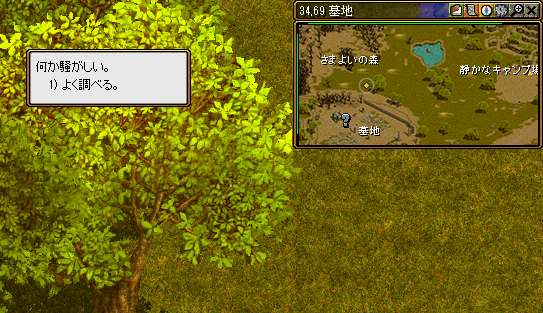 何か騒がしい。
1) よく調べる。
34,69 墓地
さまよいの森
静かなキャンプ場
墓地